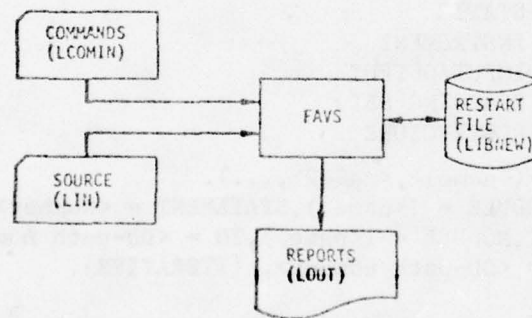 COMMANDS
(LCOMIN)
FAVS
RESTART
FILE
(LIBNEW)
SOURCE
(LIN)
REPORTS
(LOUT)